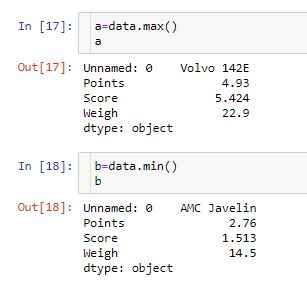 In [17]: a=data.max()
a
Out[17]: Unnamed: 0    Volvo 142E
Points              4.93
Score              5.424
Weigh               22.9
dtype: object
In [18]: b=data.min()
b
Out[18]: Unnamed: 0    AMC Javelin
Points               2.76
Score               1.513
Weigh                14.5
dtype: object